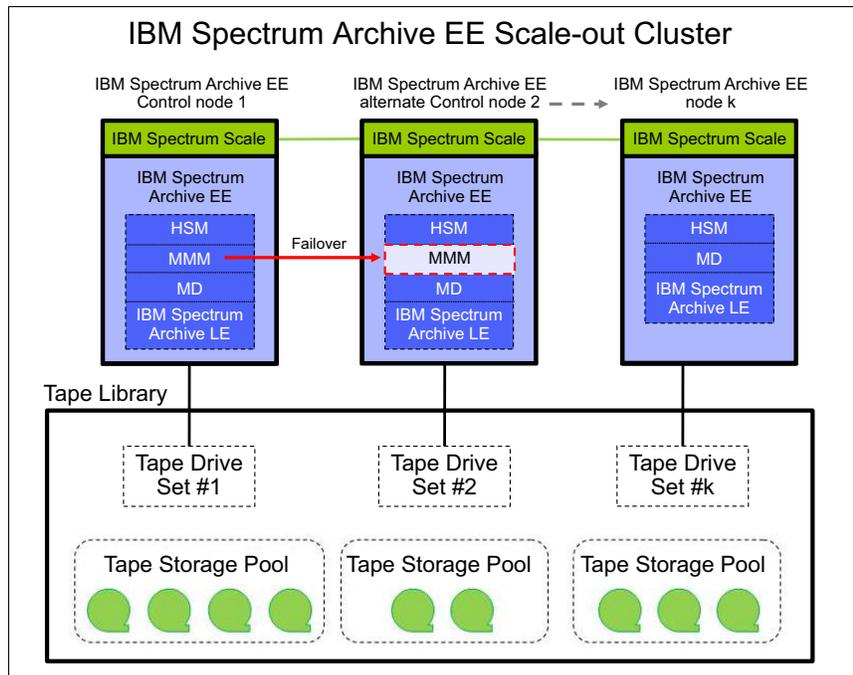 IBM Spectrum Archive EE Scale-out Cluster
IBM Spectrum Archive EE
Control node 1
IBM Spectrum Archive EE
alternate Control node 2
IBM Spectrum Archive EE
node k
IBM Spectrum Scale
IBM Spectrum Scale
IBM Spectrum Scale
IBM Spectrum
Archive EE
HSM
MMM
MD
IBM Spectrum
Archive LE
Failover
IBM Spectrum
Archive EE
HSM
MMM
MD
IBM Spectrum
Archive LE
IBM Spectrum
Archive EE
HSM
MD
IBM Spectrum
Archive LE
Tape Library
Tape Drive
Set #1
Tape Drive
Set #2
Tape Drive
Set #k
Tape Storage Pool
Tape Storage Pool
Tape Storage Pool